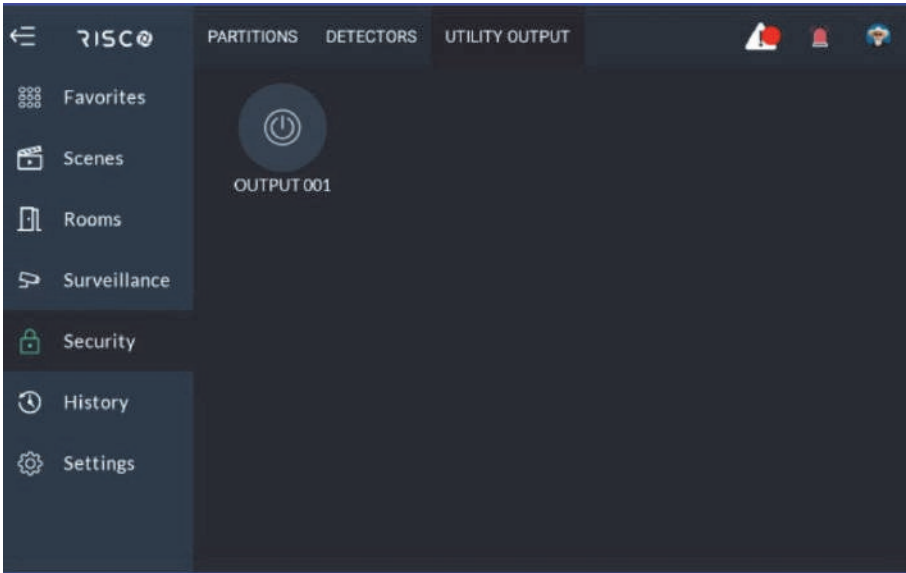 RISCO
PARTITIONS DETECTORS UTILITY OUTPUT
Favorites
Scenes
Rooms
Surveillance
Security
History
Settings
OUTPUT 001